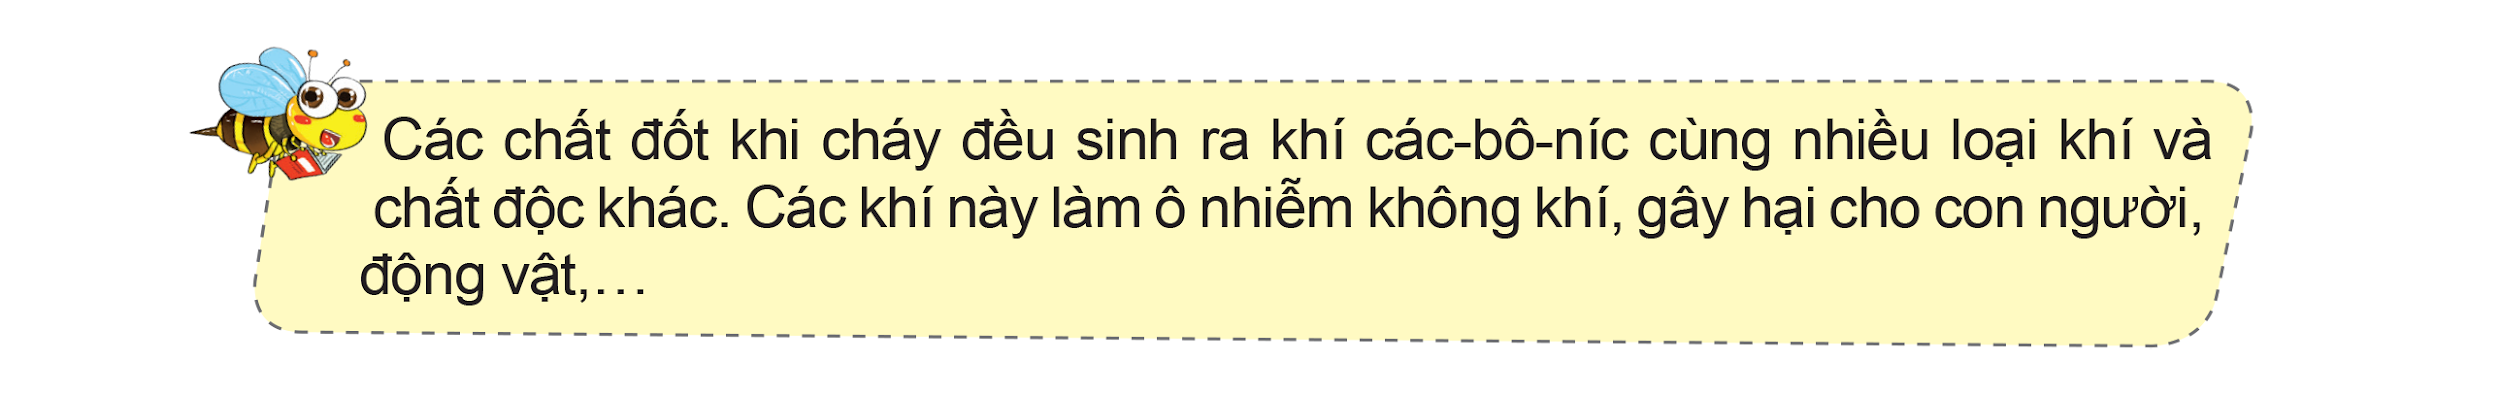 Các chất đốt khi cháy đều sinh ra khí các-bô-níc cùng nhiều loại khí và
chất độc khác. Các khí này làm ô nhiễm không khí, gây hại cho con người,
động vật,…